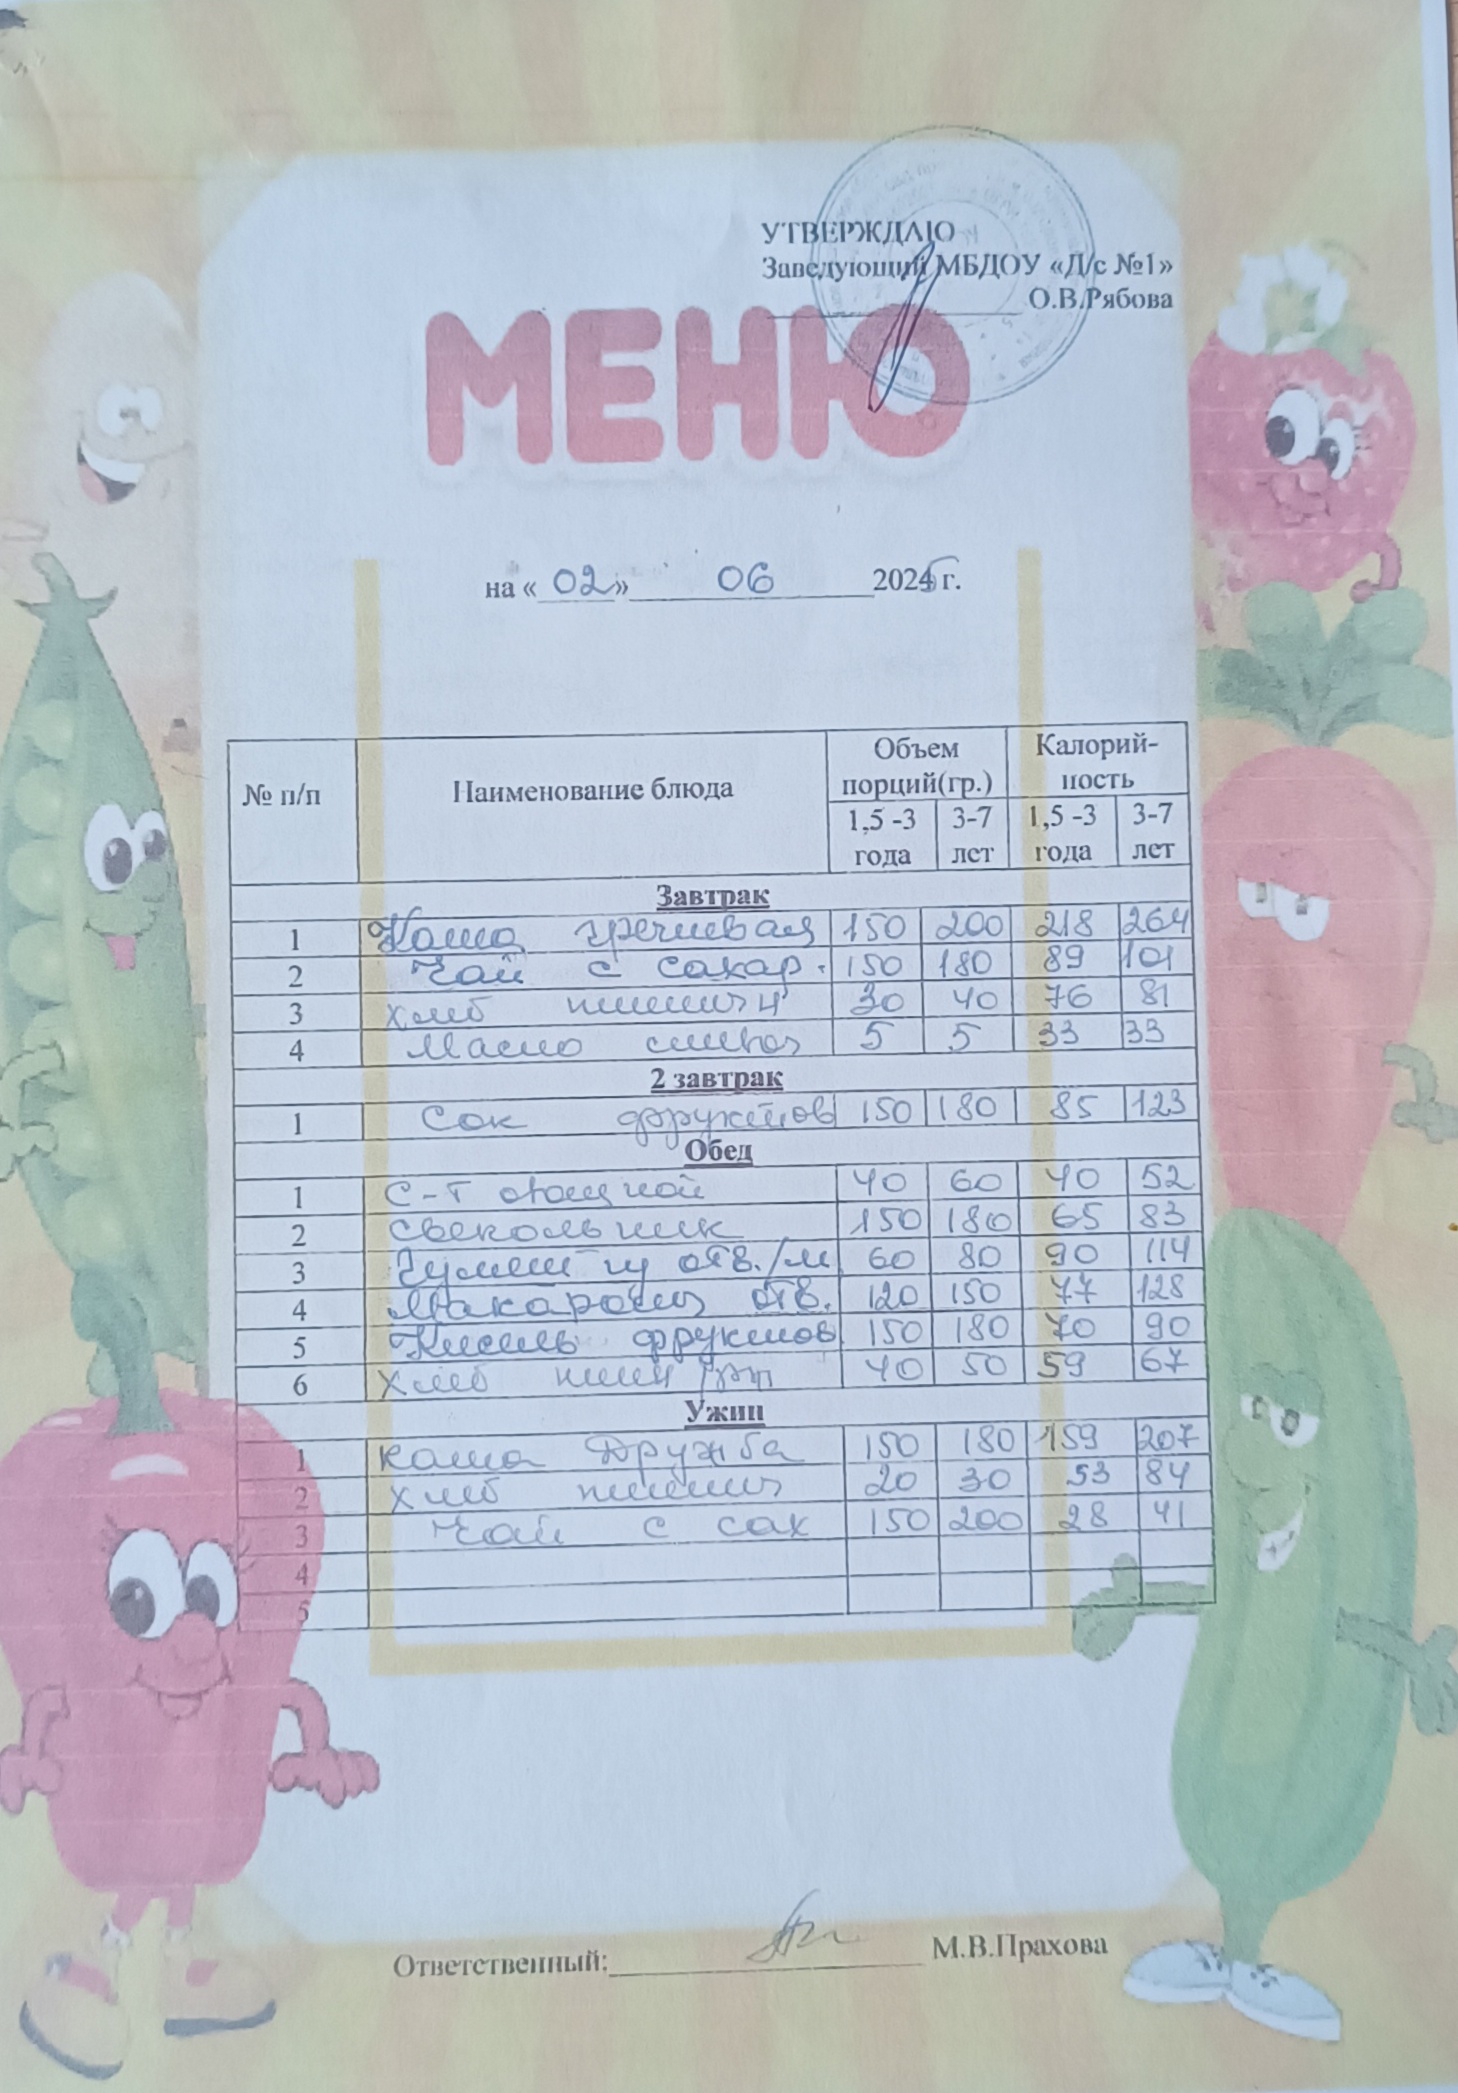 УТВЕРЖДАЮ
Заведующий МБДОУ «Д/с №1»
О.В.Рябова
МЕНЮ
на « 02 » 06 2025 г.
№ п/п Наименование блюда Объем порций(гр.) Калорий-ность
1,5 -3 года 3-7 лет 1,5 -3 года 3-7 лет
Завтрак
1 Каша гречневая 150 200 218 264
2 Чай с сахар. 150 180 89 101
3 хлеб пшеничн 30 40 76 81
4 Масло сливоч 5 5 33 33
2 завтрак
1 Сок фруктов 150 180 85 123
Обед
1 С-т овощной 40 60 40 52
2 Свекольник 150 180 65 83
3 Гуляш из отв./м 60 80 90 114
4 Макароны отв. 120 150 77 128
5 Кисель фруктов 150 180 70 90
6 хлеб пшен/рж 40 50 59 67
Ужин
1 каша Дружба 150 180 159 207
2 хлеб пшенич 20 30 53 84
3 Чай с сах 150 200 28 41
4
5
Ответственный: М.В.Прахова